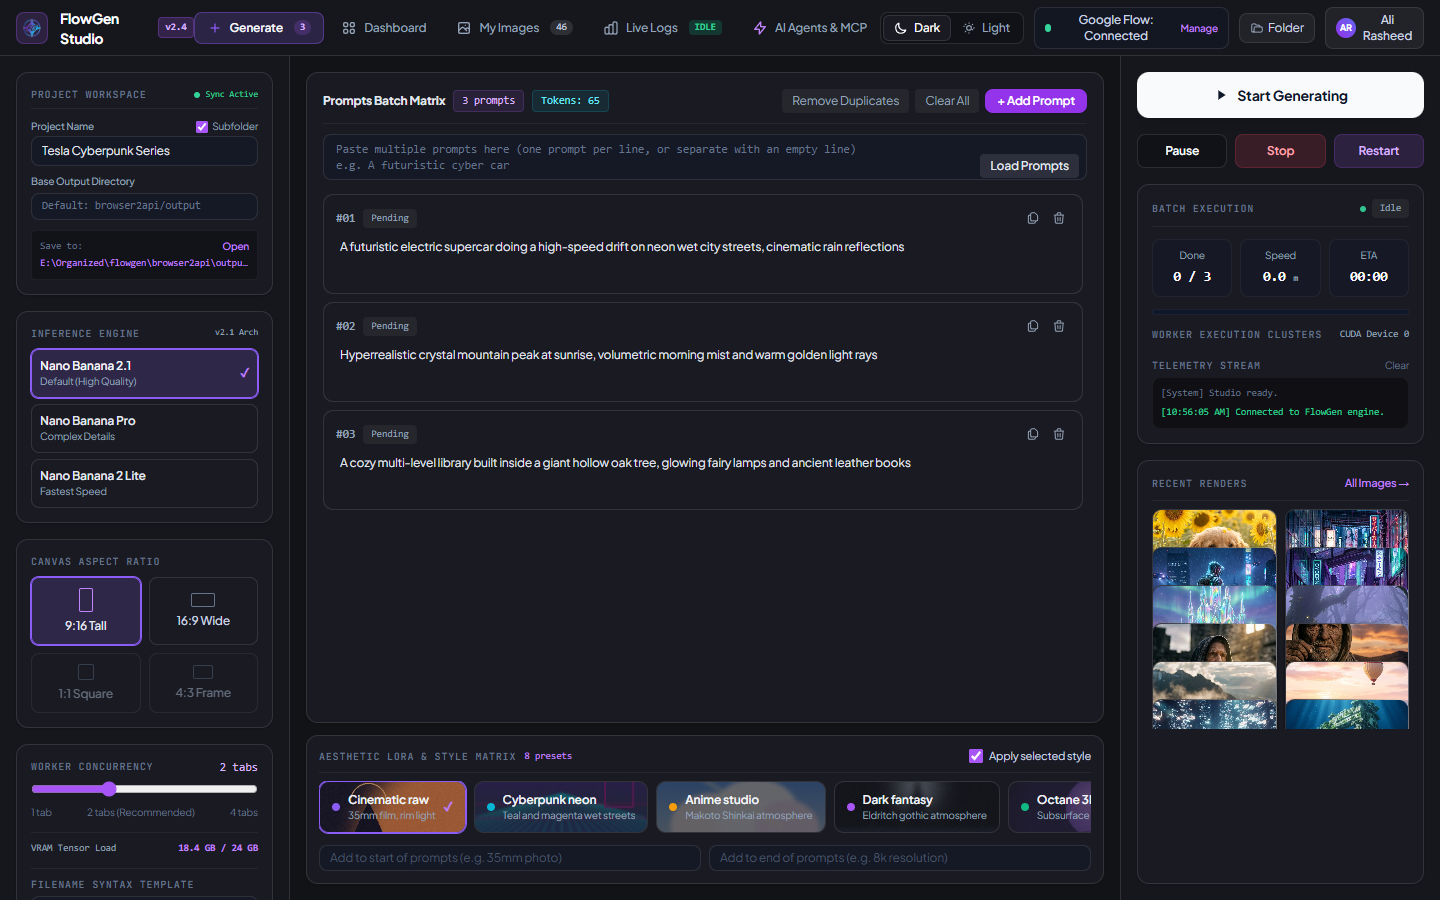 FlowGen Studio
v2.4
Generate 3
Dashboard
My Images 46
Live Logs IDLE
AI Agents & MCP
Dark
Light
Google Flow: Connected
Manage
Folder
AR
Ali Rasheed
PROJECT WORKSPACE
Sync Active
Project Name
Subfolder
Tesla Cyberpunk Series
Base Output Directory
Default: browser2api/output
Save to:
Open
E:\Organized\flowgen\browser2api\outpu…
INFERENCE ENGINE
v2.1 Arch
Nano Banana 2.1
Default (High Quality)
Nano Banana Pro
Complex Details
Nano Banana 2 Lite
Fastest Speed
CANVAS ASPECT RATIO
9:16 Tall
16:9 Wide
1:1 Square
4:3 Frame
WORKER CONCURRENCY
2 tabs
1 tab
2 tabs (Recommended)
4 tabs
VRAM Tensor Load
18.4 GB / 24 GB
FILENAME SYNTAX TEMPLATE
Prompts Batch Matrix
3 prompts
Tokens: 65
Remove Duplicates
Clear All
+ Add Prompt
Paste multiple prompts here (one prompt per line, or separate with an empty line)
e.g. A futuristic cyber car
Load Prompts
#01 Pending
A futuristic electric supercar doing a high-speed drift on neon wet city streets, cinematic rain reflections
#02 Pending
Hyperrealistic crystal mountain peak at sunrise, volumetric morning mist and warm golden light rays
#03 Pending
A cozy multi-level library built inside a giant hollow oak tree, glowing fairy lamps and ancient leather books
AESTHETIC LORA & STYLE MATRIX
8 presets
Apply selected style
Cinematic raw
35mm film, rim light
Cyberpunk neon
Teal and magenta wet streets
Anime studio
Makoto Shinkai atmosphere
Dark fantasy
Eldritch gothic atmosphere
Octane 3
Subsurface
Add to start of prompts (e.g. 35mm photo)
Add to end of prompts (e.g. 8k resolution)
Start Generating
Pause
Stop
Restart
BATCH EXECUTION
Idle
Done
0 / 3
Speed
0.0 m
ETA
00:00
WORKER EXECUTION CLUSTERS
CUDA Device 0
TELEMETRY STREAM
Clear
[System] Studio ready.
[10:56:05 AM] Connected to FlowGen engine.
RECENT RENDERS
All Images →